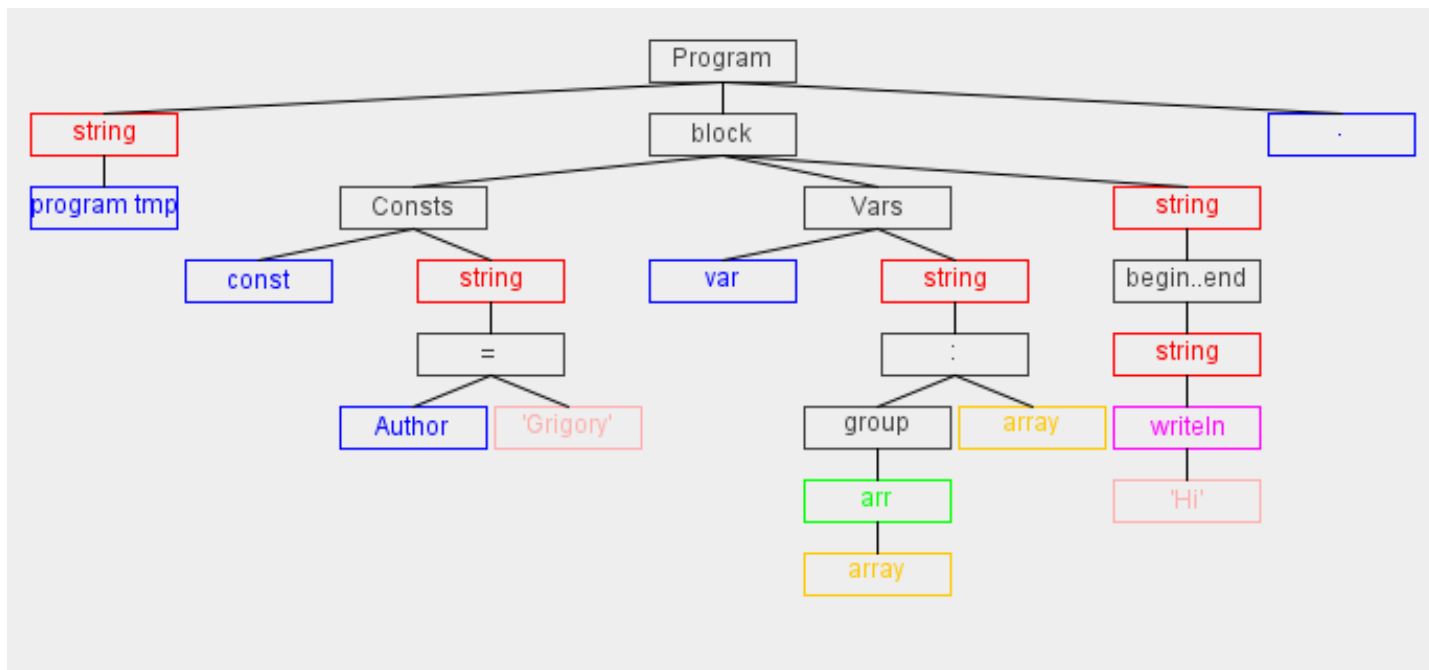 Program
string
block
.
program tmp
Consts
Vars
string
const
string
var
string
begin..end
=
:
string
Author
'Grigory'
group
array
writeln
arr
'Hi'
array